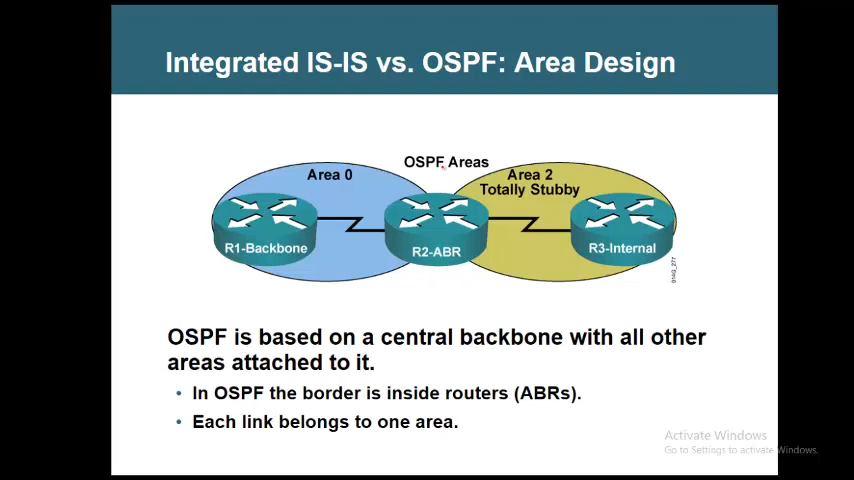 Integrated IS-IS vs. OSPF: Area Design
OSPF Areas
Area 0
Area 2
Totally Stubby
R1-Backbone
R2-ABR
R3-Internal
014G_277
OSPF is based on a central backbone with all other
areas attached to it.
• In OSPF the border is inside routers (ABRs).
• Each link belongs to one area.
Activate Windows
Go to Settings to activate Windows.